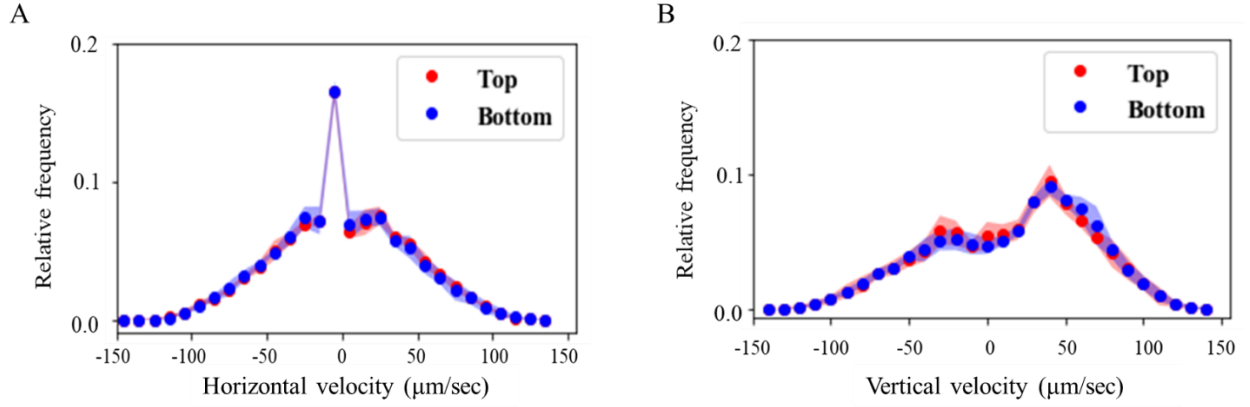 A
B
0.2
0.1
0.0
Relative frequency
Top
Bottom
-150 -100 -50 0 50 100 150
Horizontal velocity (μm/sec)
0.2
0.1
0.0
Relative frequency
Top
Bottom
-150 -100 -50 0 50 100 150
Vertical velocity (μm/sec)